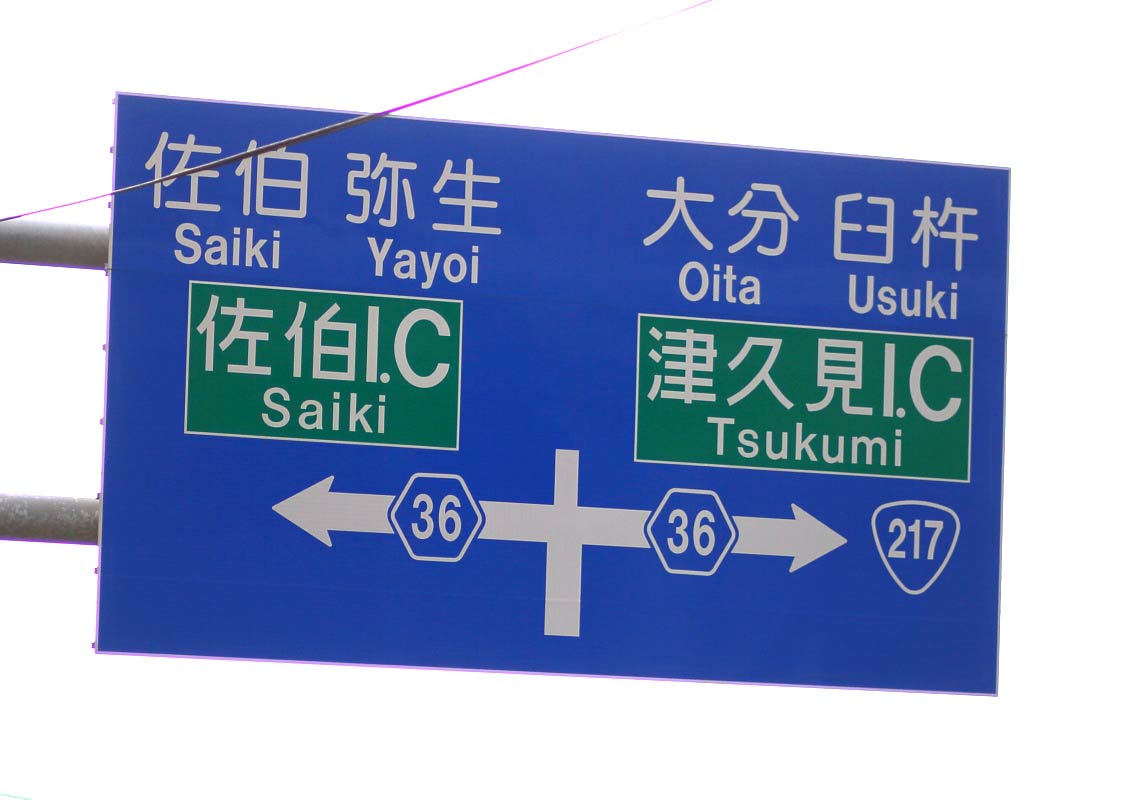 佐伯 弥生
Saiki Yayoi
佐伯I.C
Saiki
大分 臼杵
Oita Usuki
津久見I.C
Tsukumi
36
36
217